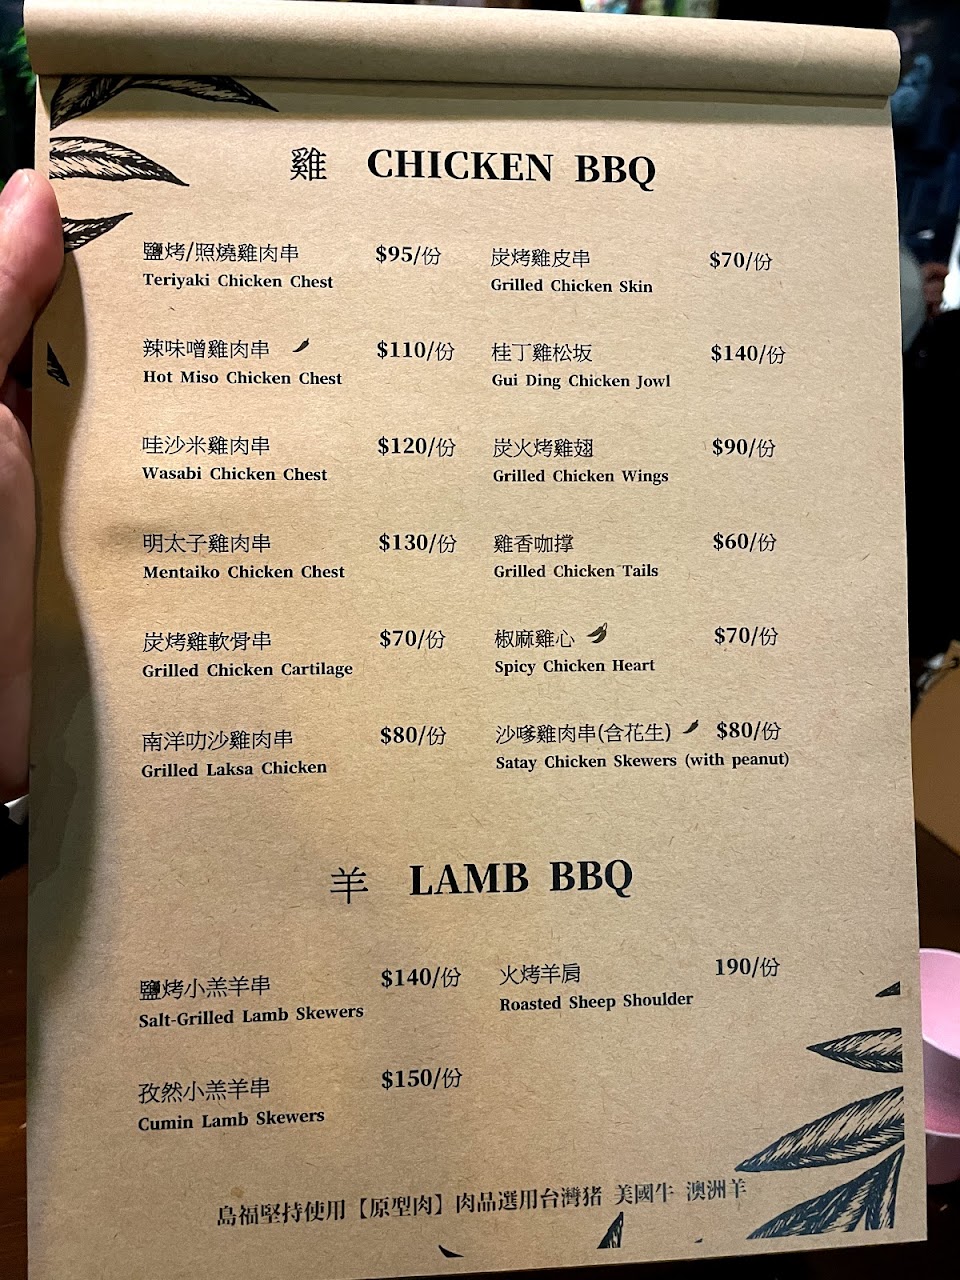 雞 CHICKEN BBQ
鹽烤/照燒雞肉串 $95/份
Teriyaki Chicken Chest
炭烤雞皮串 $70/份
Grilled Chicken Skin
辣味噌雞肉串 $110/份
Hot Miso Chicken Chest
桂丁雞松坂 $140/份
Gui Ding Chicken Jowl
哇沙米雞肉串 $120/份
Wasabi Chicken Chest
炭火烤雞翅 $90/份
Grilled Chicken Wings
明太子雞肉串 $130/份
Mentaiko Chicken Chest
雞香咖撑 $60/份
Grilled Chicken Tails
炭烤雞軟骨串 $70/份
Grilled Chicken Cartilage
椒麻雞心 $70/份
Spicy Chicken Heart
南洋叻沙雞肉串 $80/份
Grilled Laksa Chicken
沙嗲雞肉串(含花生) $80/份
Satay Chicken Skewers (with peanut)
羊 LAMB BBQ
鹽烤小羔羊串 $140/份
Salt-Grilled Lamb Skewers
火烤羊肩 190/份
Roasted Sheep Shoulder
孜然小羔羊串 $150/份
Cumin Lamb Skewers
島福堅持使用【原型肉】肉品選用台灣豬 美國牛 澳洲羊